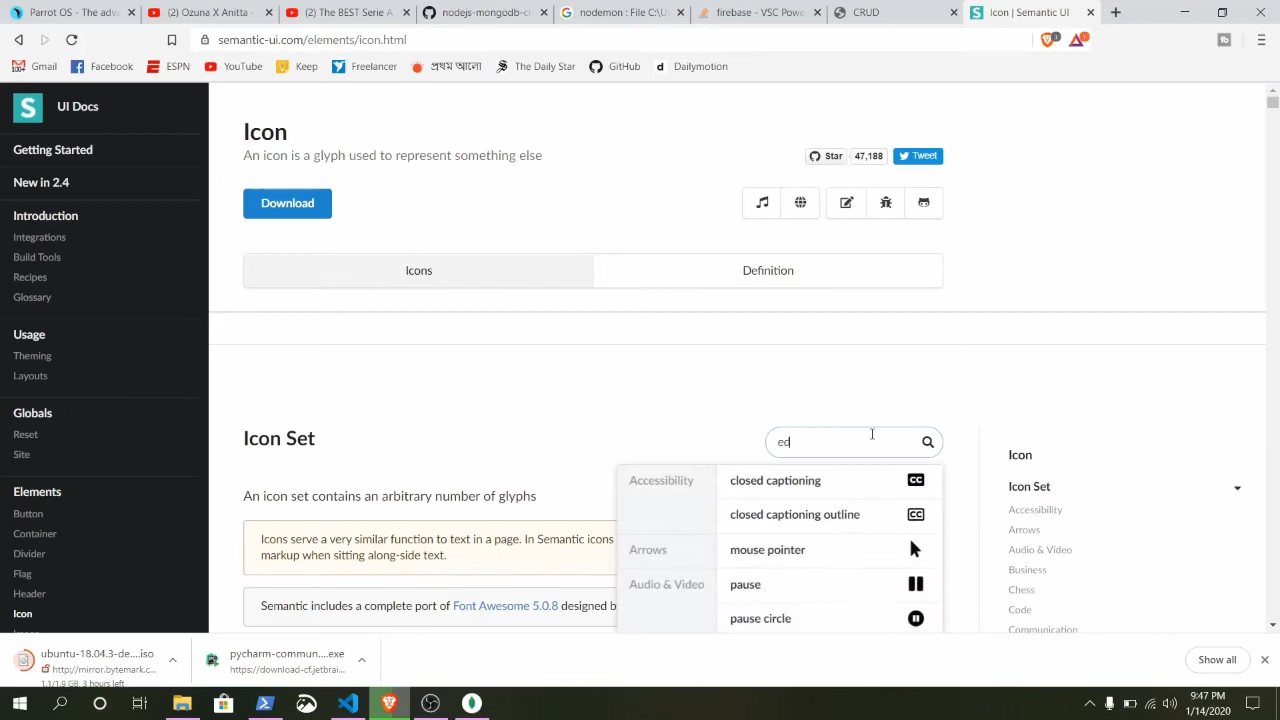 Parrot OS - The adva
(2) Ozuna X Anitta -
(2) The BEST Serie A
nodejs-mongodb-c
nodemon : File C:\U
firebase - VSC Pow
CRUD
Icon | Semantic UI
semantic-ui.com/elements/icon.html
Gmail
Facebook
ESPN
YouTube
Keep
Freelancer
প্রথম আলো
The Daily Star
GitHub
Dailymotion
S UI Docs
Getting Started
New in 2.4
Introduction
Integrations
Build Tools
Recipes
Glossary
Usage
Theming
Layouts
Globals
Reset
Site
Elements
Button
Container
Divider
Flag
Header
Icon
Icon
An icon is a glyph used to represent something else
Star 47,188 Tweet
Download
Icons Definition
Icon Set
ed
An icon set contains an arbitrary number of glyphs
Icons serve a very similar function to text in a page. In Semantic icons
markup when sitting along-side text.
Semantic includes a complete port of Font Awesome 5.0.8 designed b
Accessibility closed captioning CC
closed captioning outline CC
Arrows mouse pointer
Audio & Video pause
pause circle
Icon
Icon Set
Accessibility
Arrows
Audio & Video
Business
Chess
Code
Communication
ubuntu-18.04.3-de....iso
http://mirror.bytemark.c...
1.1/1.9 GB, 3 hours left
pycharm-commun....exe
https://download-cf.jetbrai...
Show all
9:47 PM
1/14/2020